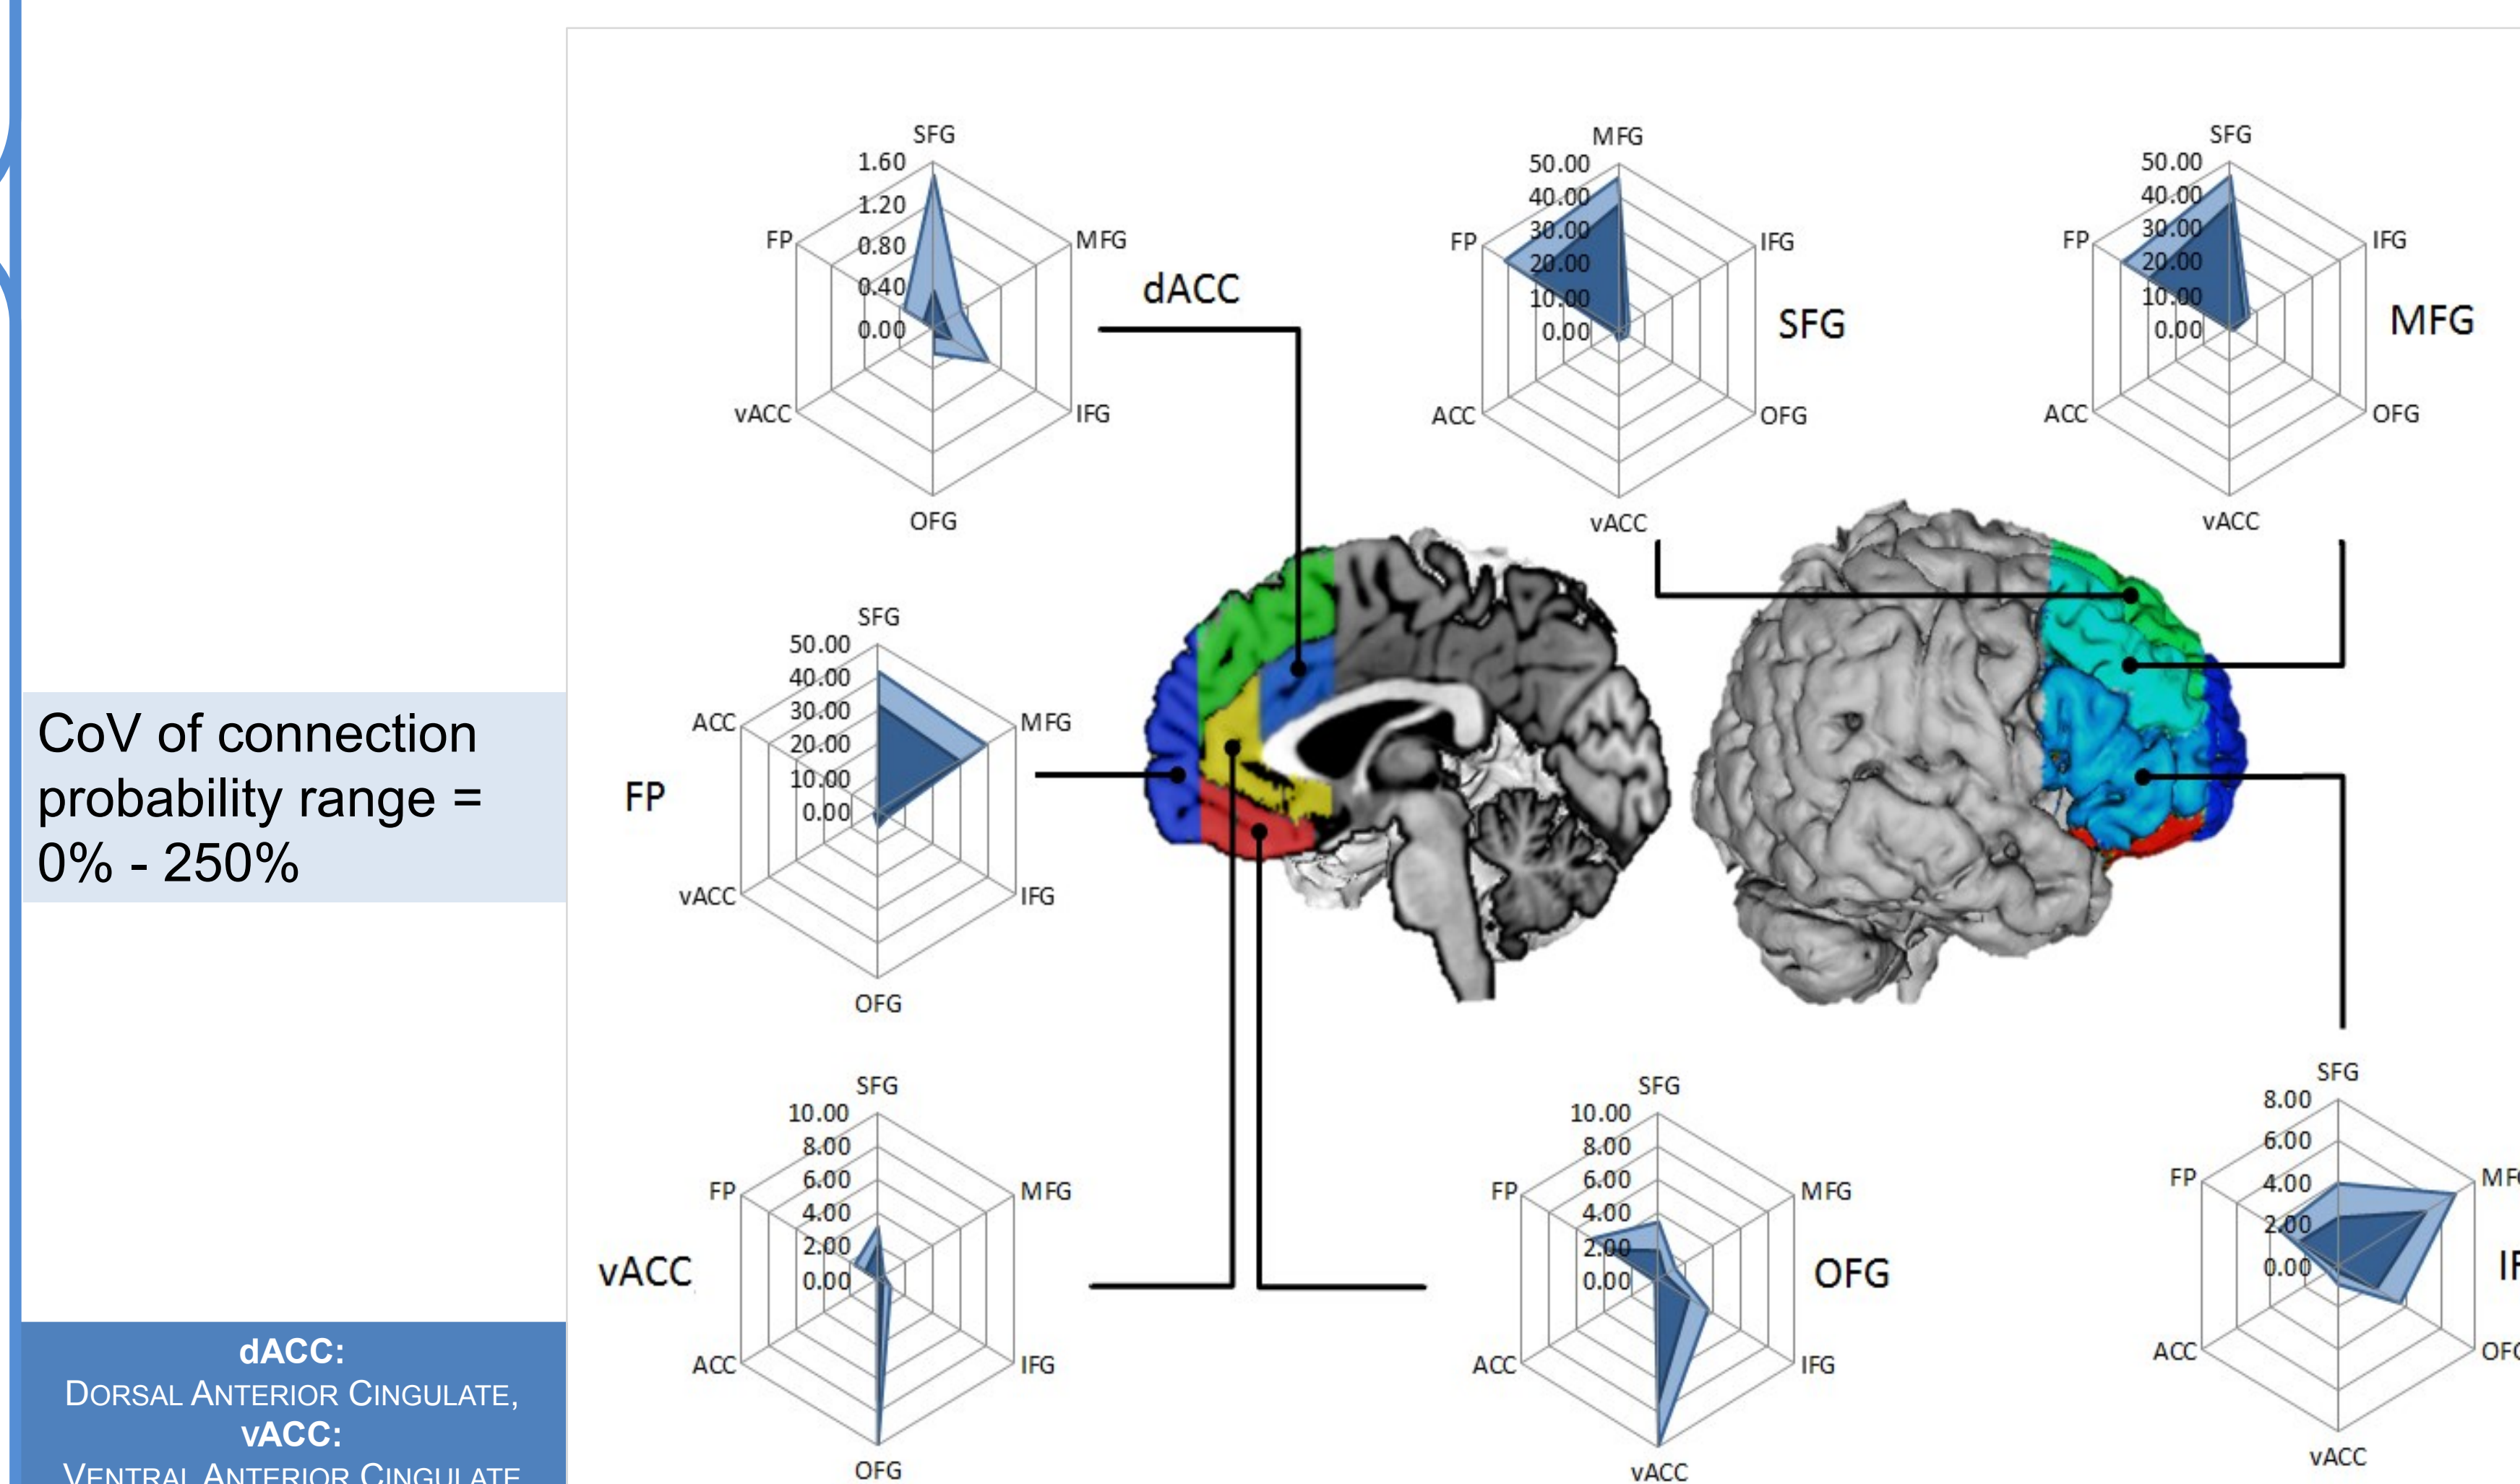 SFG
1.60
1.20
0.80
0.40
0.00
FP
MFG
vACC
IFG
OFG
dACC
MFG
50.00
40.00
30.00
20.00
10.00
0.00
FP
IFG
ACC
OFG
vACC
SFG
SFG
50.00
40.00
30.00
20.00
10.00
0.00
FP
IFG
ACC
OFG
vACC
MFG
SFG
50.00
40.00
30.00
20.00
10.00
0.00
ACC
MFG
vACC
IFG
OFG
FP
CoV of connection
probability range =
0% - 250%
SFG
10.00
8.00
6.00
4.00
2.00
0.00
FP
MFG
ACC
IFG
OFG
vACC
SFG
10.00
8.00
6.00
4.00
2.00
0.00
FP
MFG
ACC
IFG
vACC
OFG
SFG
8.00
6.00
4.00
2.00
0.00
FP
ACC
vACC
dACC:
DORSAL ANTERIOR CINGULATE,
vACC:
VENTRAL ANTERIOR CINGULATE